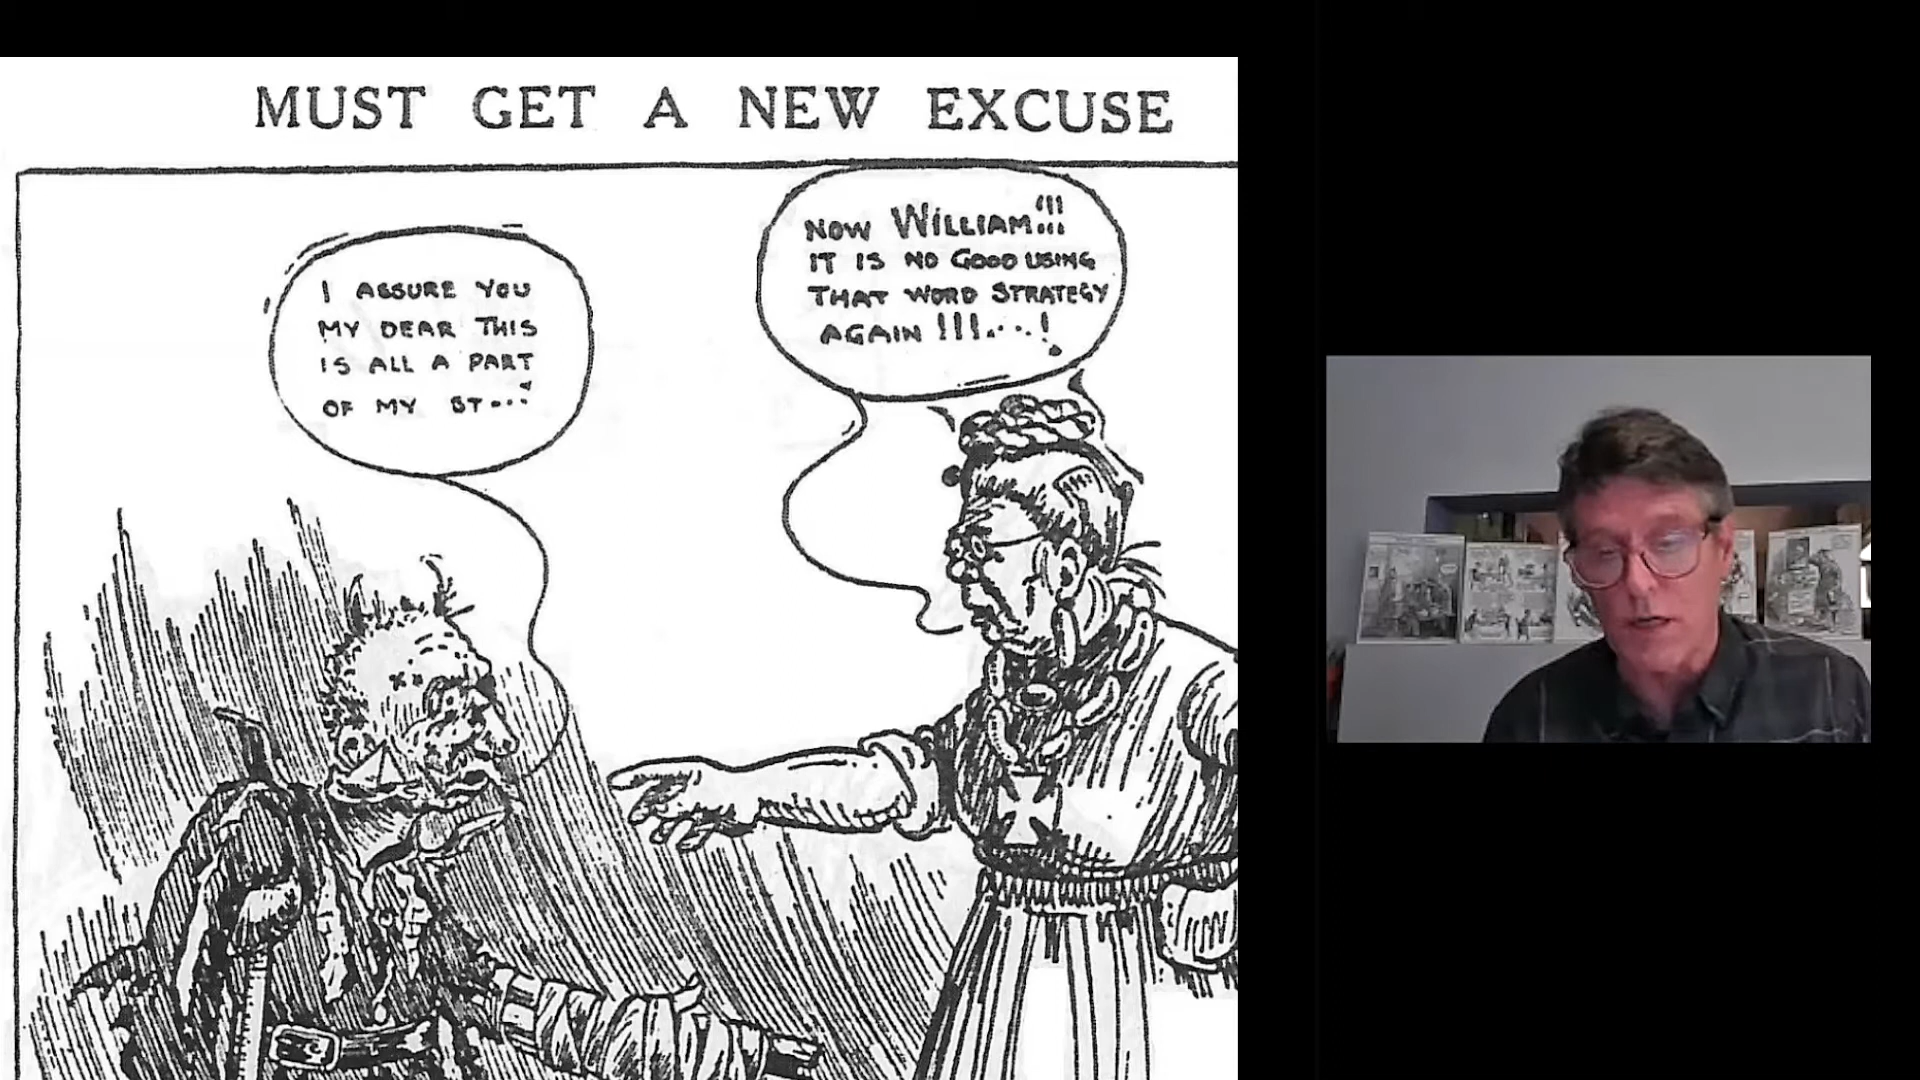 MUST GET A NEW EXCUSE
I ASSURE YOU
MY DEAR THIS
IS ALL A PART
OF MY ST...
NOW WILLIAM!!!
IT IS NO GOOD USING
THAT WORD STRATEGY
AGAIN !!!....!